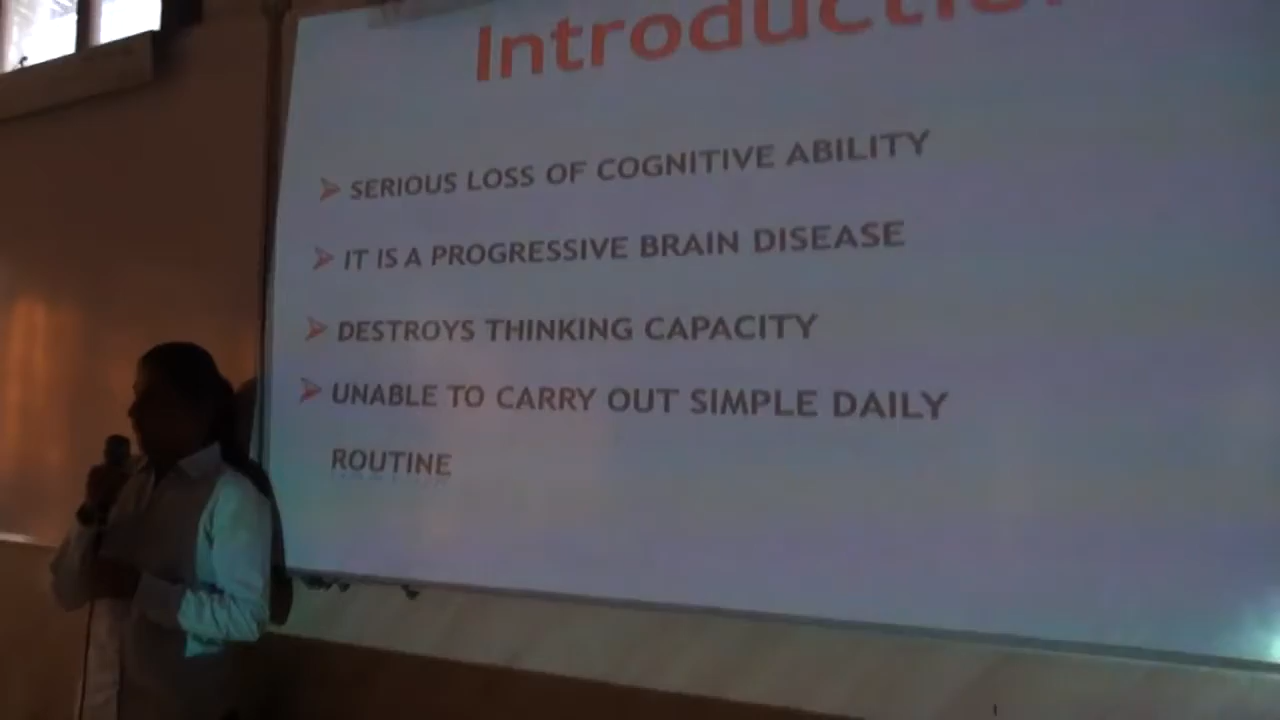 Introduction
SERIOUS LOSS OF COGNITIVE ABILITY
IT IS A PROGRESSIVE BRAIN DISEASE
DESTROYS THINKING CAPACITY
UNABLE TO CARRY OUT SIMPLE DAILY
ROUTINE